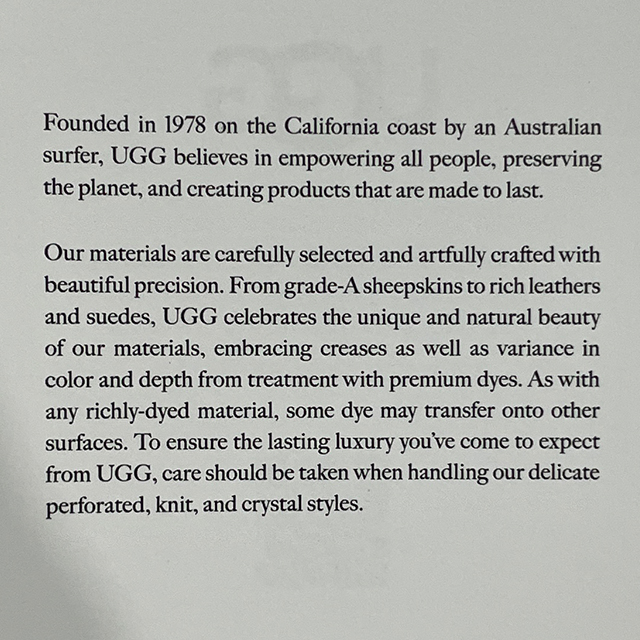 Founded in 1978 on the California coast by an Australian
surfer, UGG believes in empowering all people, preserving
the planet, and creating products that are made to last.
Our materials are carefully selected and artfully crafted with
beautiful precision. From grade-A sheepskins to rich leathers
and suedes, UGG celebrates the unique and natural beauty
of our materials, embracing creases as well as variance in
color and depth from treatment with premium dyes. As with
any richly-dyed material, some dye may transfer onto other
surfaces. To ensure the lasting luxury you've come to expect
from UGG, care should be taken when handling our delicate
perforated, knit, and crystal styles.